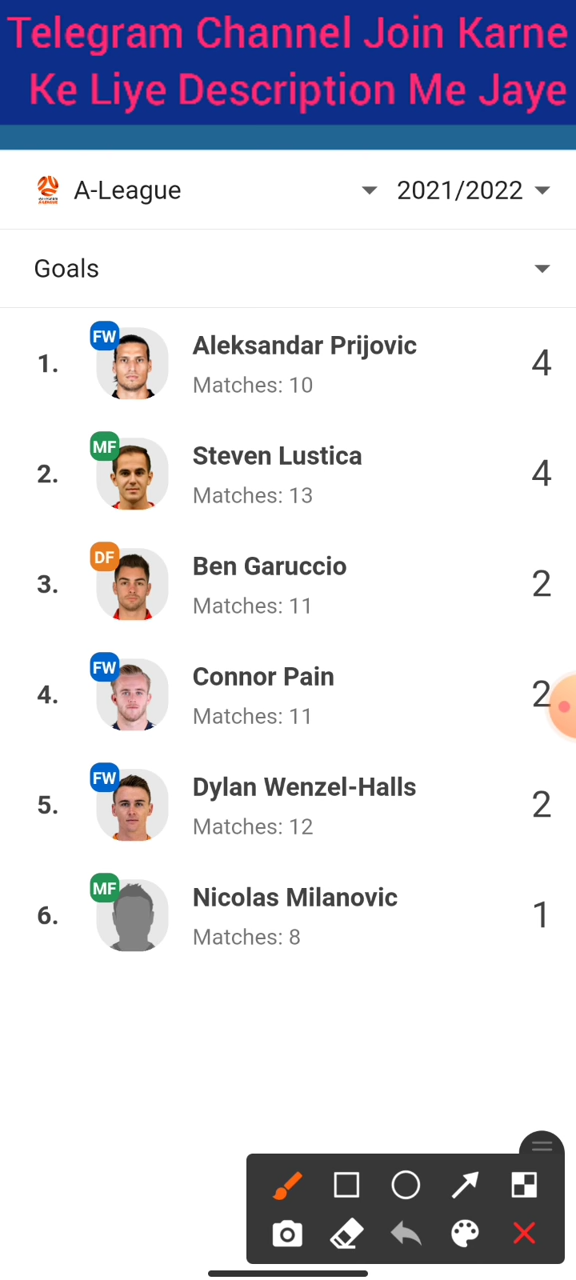 Telegram Channel Join Karne
Ke Liye Description Me Jaye
A-League 2021/2022
Goals
1. FW Aleksandar Prijovic 4
Matches: 10
2. MF Steven Lustica 4
Matches: 13
3. DF Ben Garuccio 2
Matches: 11
4. FW Connor Pain 2
Matches: 11
5. FW Dylan Wenzel-Halls 2
Matches: 12
6. MF Nicolas Milanovic 1
Matches: 8